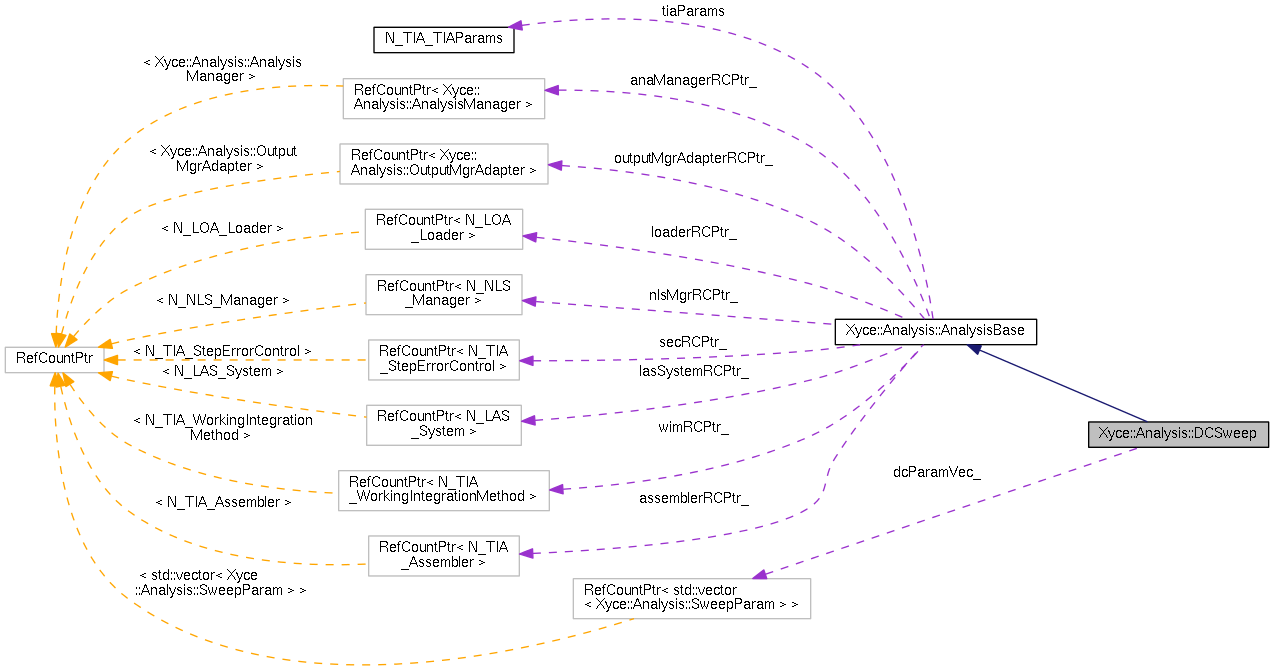 tiaParams
N_TIA_TIAParams
< Xyce::Analysis::Analysis
Manager >
anaManagerRCPtr_
RefCountPtr< Xyce::
Analysis::AnalysisManager >
< Xyce::Analysis::Output
MgrAdapter >
outputMgrAdapterRCPtr_
RefCountPtr< Xyce::
Analysis::OutputMgrAdapter >
< N_LOA_Loader >
RefCountPtr< N_LOA
_Loader >
loaderRCPtr_
< N_NLS_Manager >
RefCountPtr< N_NLS
_Manager >
nlsMgrRCPtr_
Xyce::Analysis::AnalysisBase
RefCountPtr
< N_TIA_StepErrorControl >
RefCountPtr< N_TIA
_StepErrorControl >
secRCPtr_
< N_LAS_System >
lasSystemRCPtr_
RefCountPtr< N_LAS
_System >
< N_TIA_WorkingIntegration
Method >
wimRCPtr_
Xyce::Analysis::DCSweep
RefCountPtr< N_TIA
_WorkingIntegrationMethod >
dcParamVec_
< N_TIA_Assembler >
assemblerRCPtr_
RefCountPtr< N_TIA
_Assembler >
< std::vector< Xyce
::Analysis::SweepParam > >
RefCountPtr< std::vector
< Xyce::Analysis::SweepParam > >